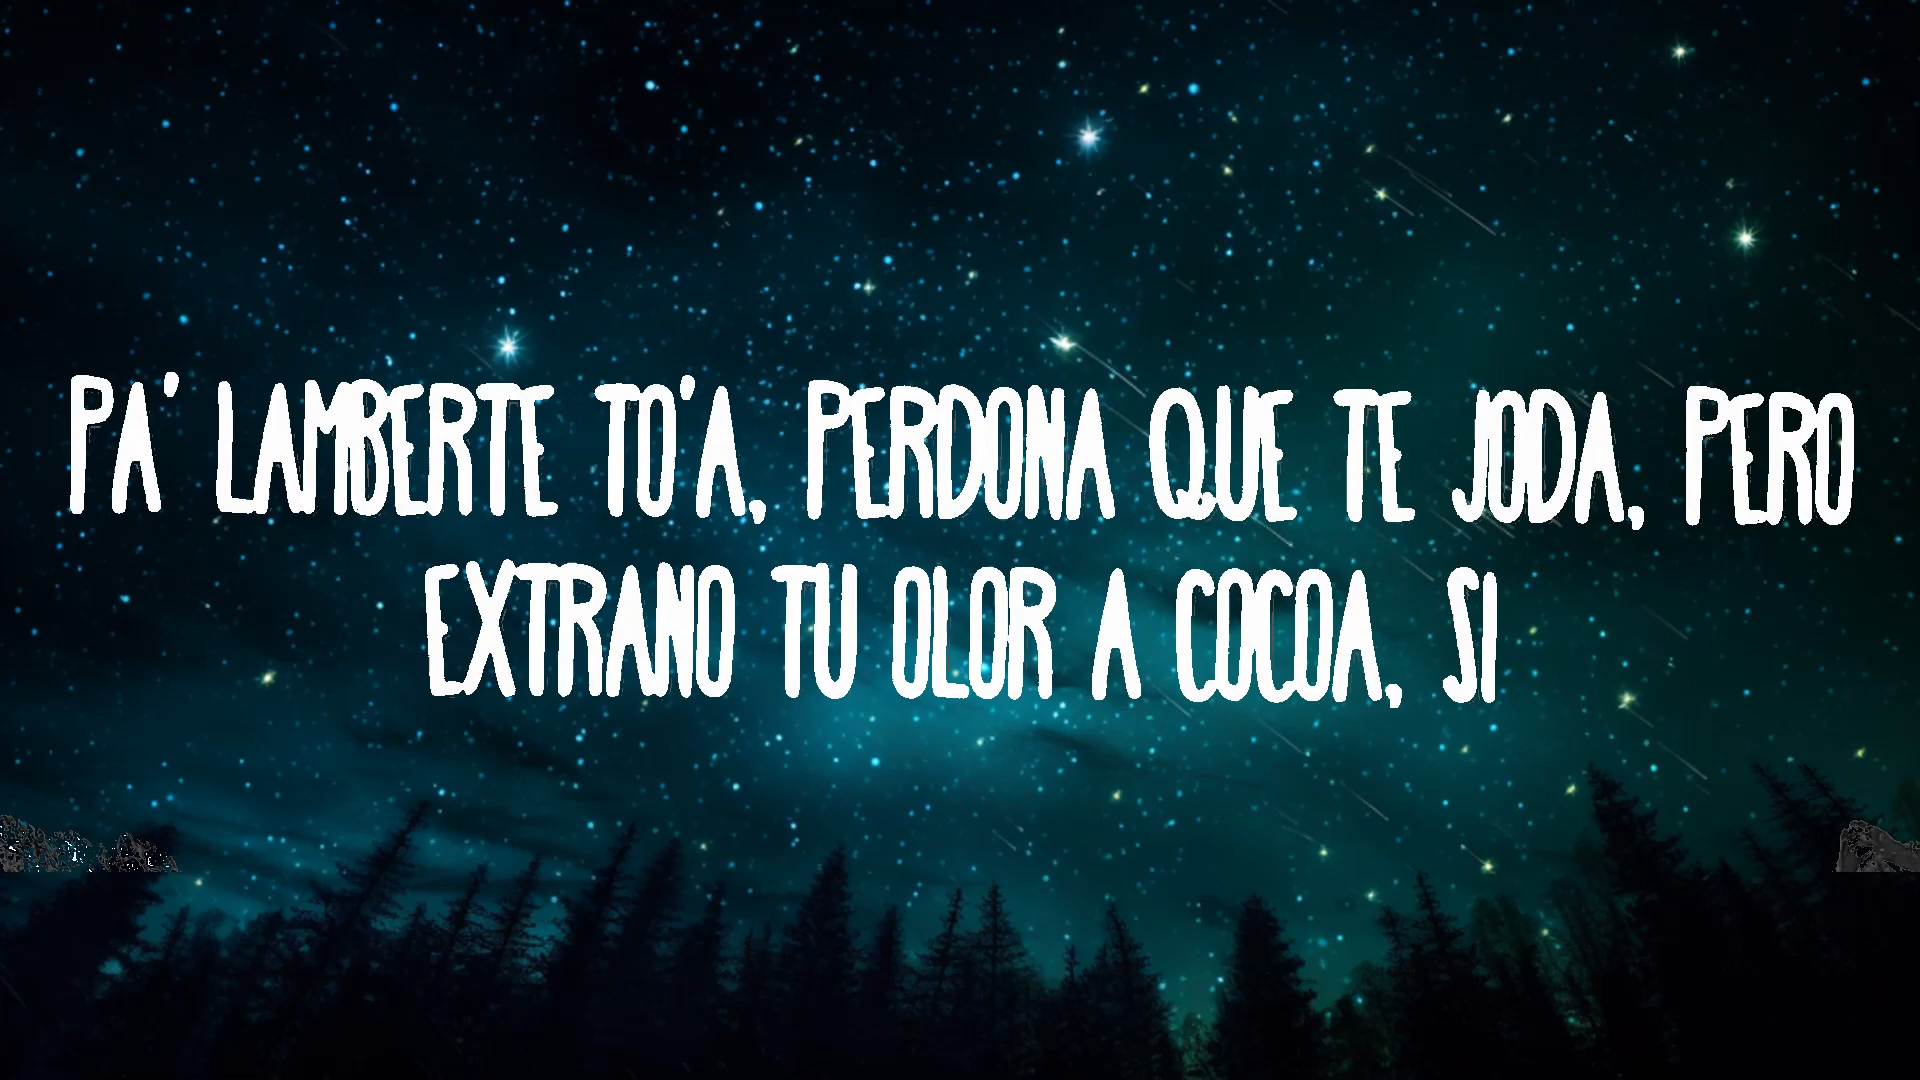 PA' LAMBERTE TO'A, PERDONA QUE TE JODA, PERO
EXTRANO TU OLOR A COCOA, SI